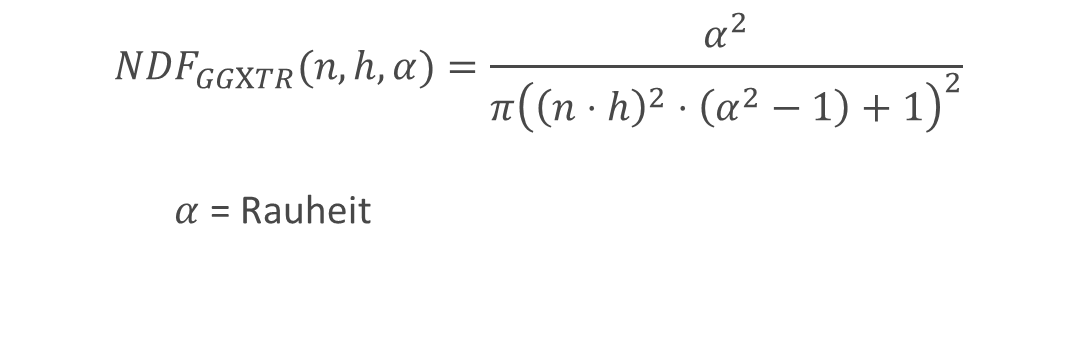 NDF_GGXTR(n, h, α) = α² / π((n · h)² · (α² − 1) + 1)²
α = Rauheit